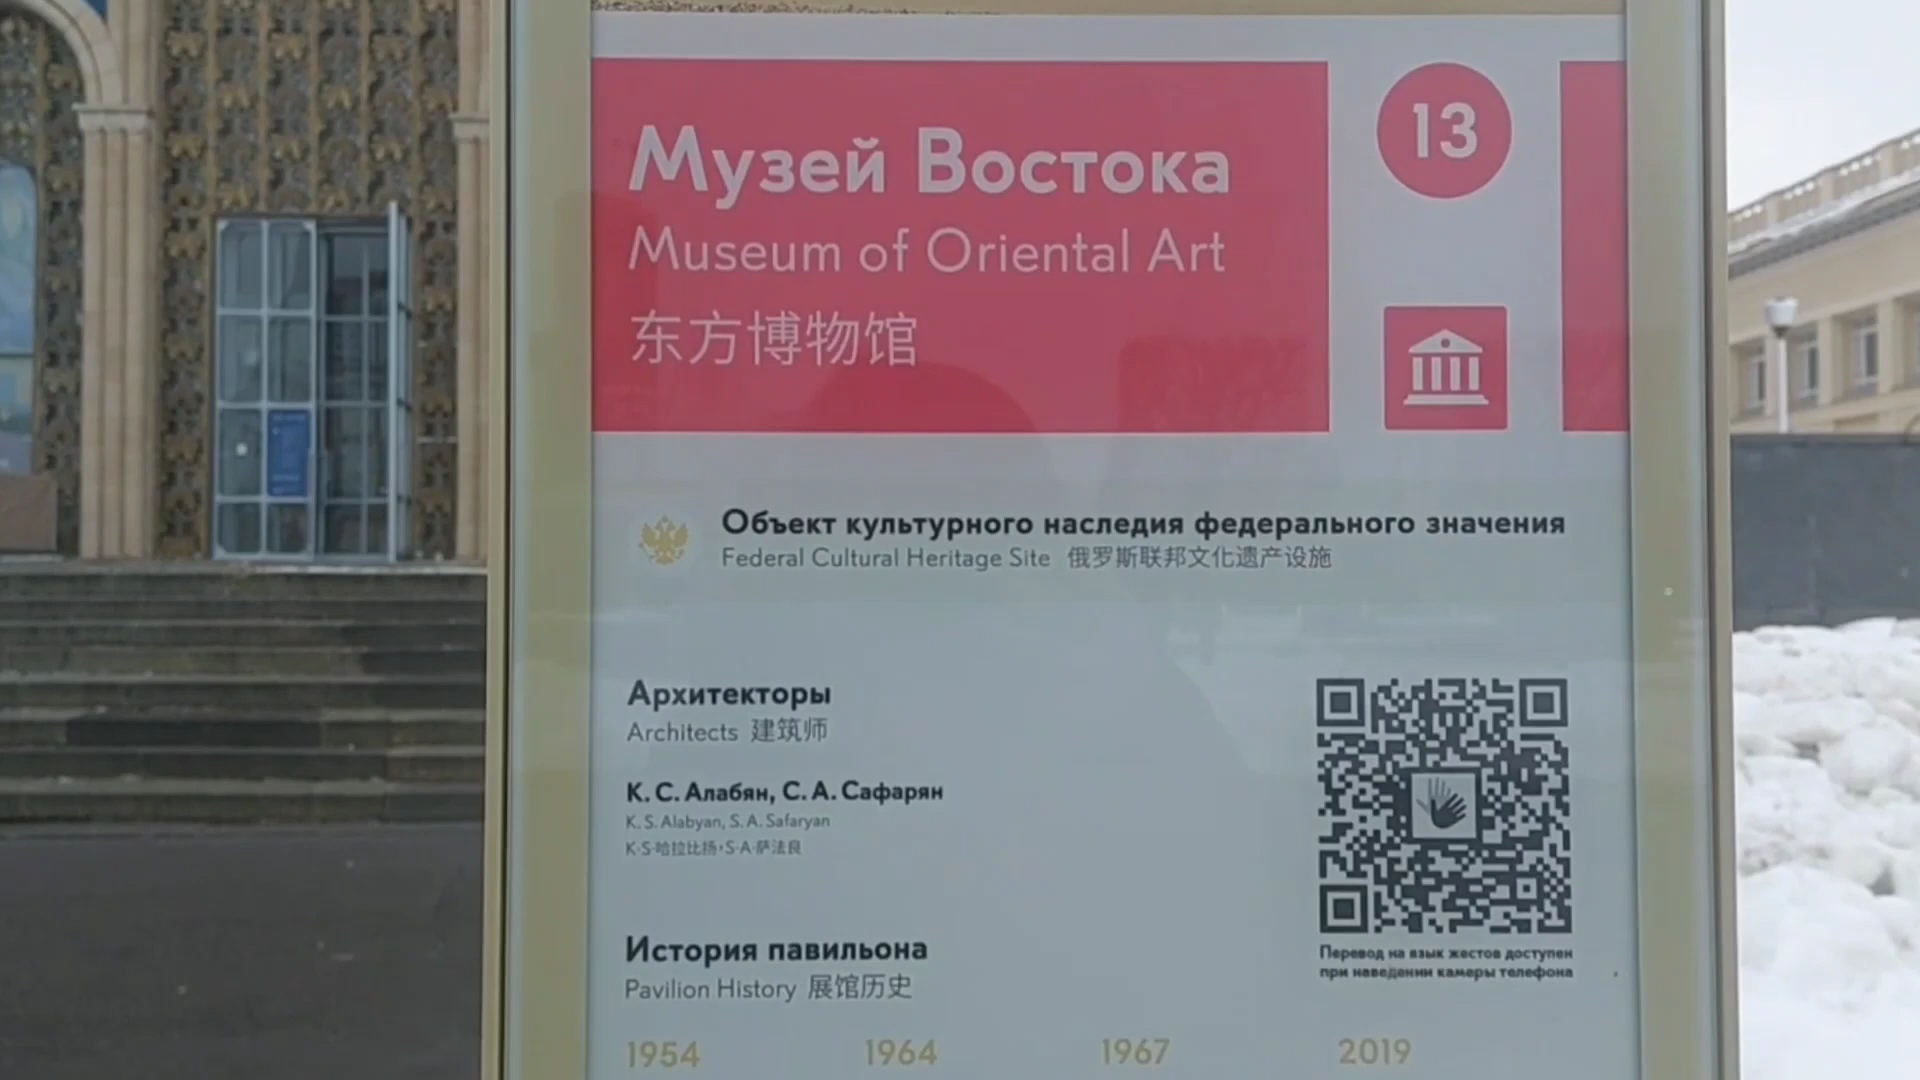 Музей Востока
Museum of Oriental Art
东方博物馆
13
Объект культурного наследия федерального значения
Federal Cultural Heritage Site 俄罗斯联邦文化遗产设施
Архитекторы
Architects 建筑师
К. С. Алабян, С. А. Сафарян
K. S. Alabyan, S. A. Safaryan
K·S·哈拉比扬·S·A·萨法良
Перевод на язык жестов доступен
при наведении камеры телефона
История павильона
Pavilion History 展馆历史
1954 1964 1967 2019